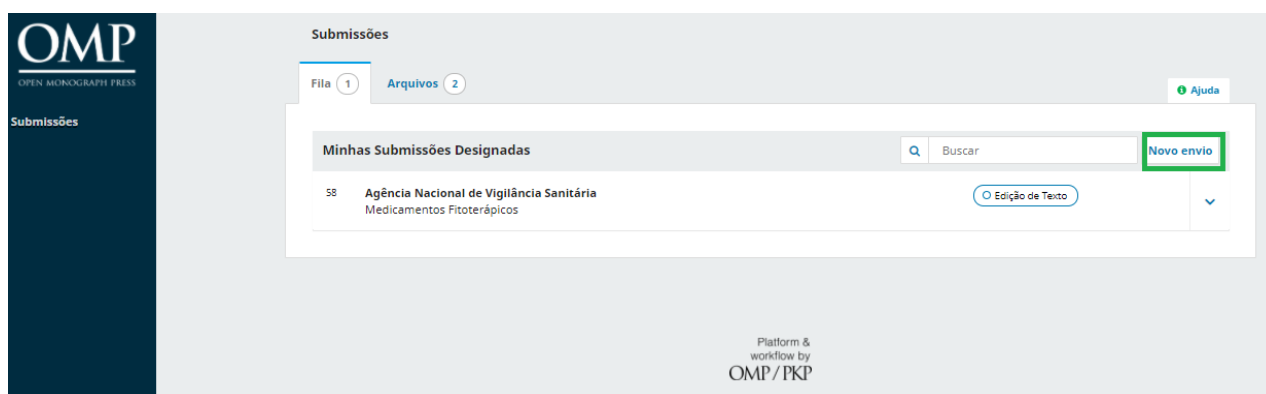 OMP
OPEN MONOGRAPH PRESS
Submissões
Submissões
Fila 1 Arquivos 2
Ajuda
Minhas Submissões Designadas Buscar Novo envio
58 Agência Nacional de Vigilância Sanitária Edição de Texto
Medicamentos Fitoterápicos
Platform &
workflow by
OMP / PKP